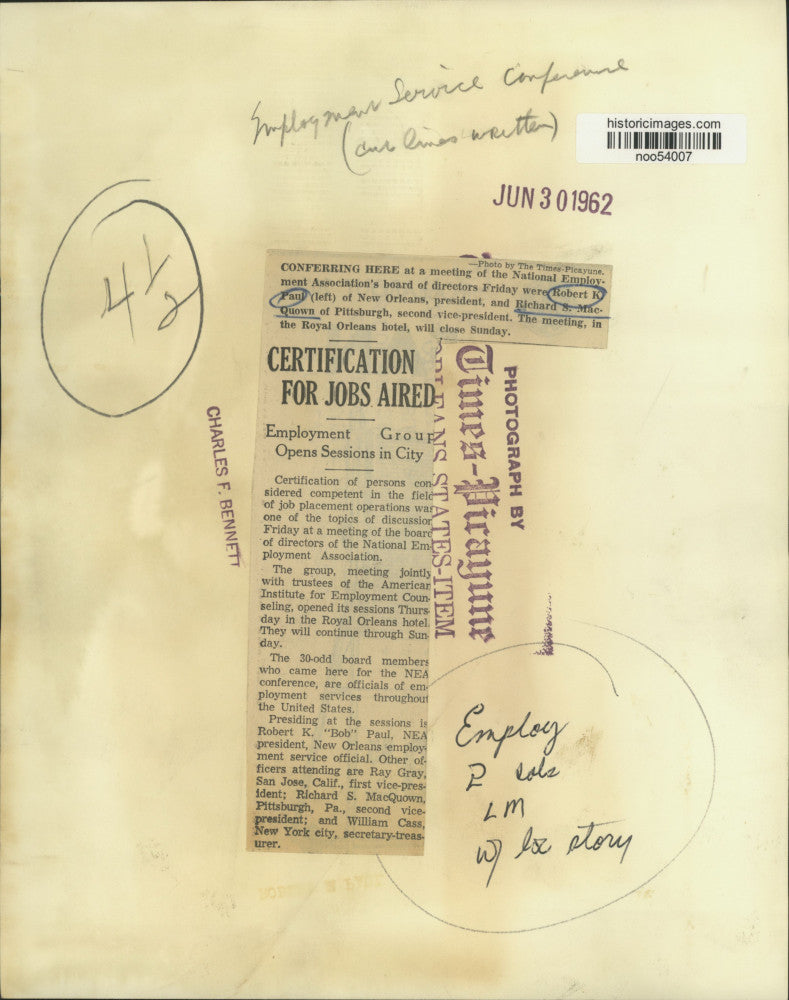 Employment Service Conference
(cut lines written)
historicimages.com
noo54007
JUN 30 1962
4 1/2
—Photo by The Times-Picayune.
CONFERRING HERE at a meeting of the National Employ-
ment Association's board of directors Friday were Robert K.
Paul (left) of New Orleans, president, and Richard S. Mac-
Quown of Pittsburgh, second vice-president. The meeting, in
the Royal Orleans hotel, will close Sunday.
CERTIFICATION
FOR JOBS AIRED
Employment Group
Opens Sessions in City
Certification of persons con-
sidered competent in the field
of job placement operations was
one of the topics of discussion
Friday at a meeting of the board
of directors of the National Em-
ployment Association.
The group, meeting jointly
with trustees of the American
Institute for Employment Coun-
seling, opened its sessions Thurs-
day in the Royal Orleans hotel.
They will continue through Sun-
day.
The 30-odd board members
who came here for the NEA
conference, are officials of em-
ployment services throughout
the United States.
Presiding at the sessions is
Robert K. "Bob" Paul, NEA
president, New Orleans employ-
ment service official. Other of-
ficers attending are Ray Gray,
San Jose, Calif., first vice-pres-
ident; Richard S. MacQuown,
Pittsburgh, Pa., second vice-
president; and William Cass,
New York city, secretary-treas-
urer.
CHARLES F. BENNETT
PHOTOGRAPH BY
Times-Picayune
ORLEANS STATES-ITEM
Employ
2 cols
LM
w/ lx story